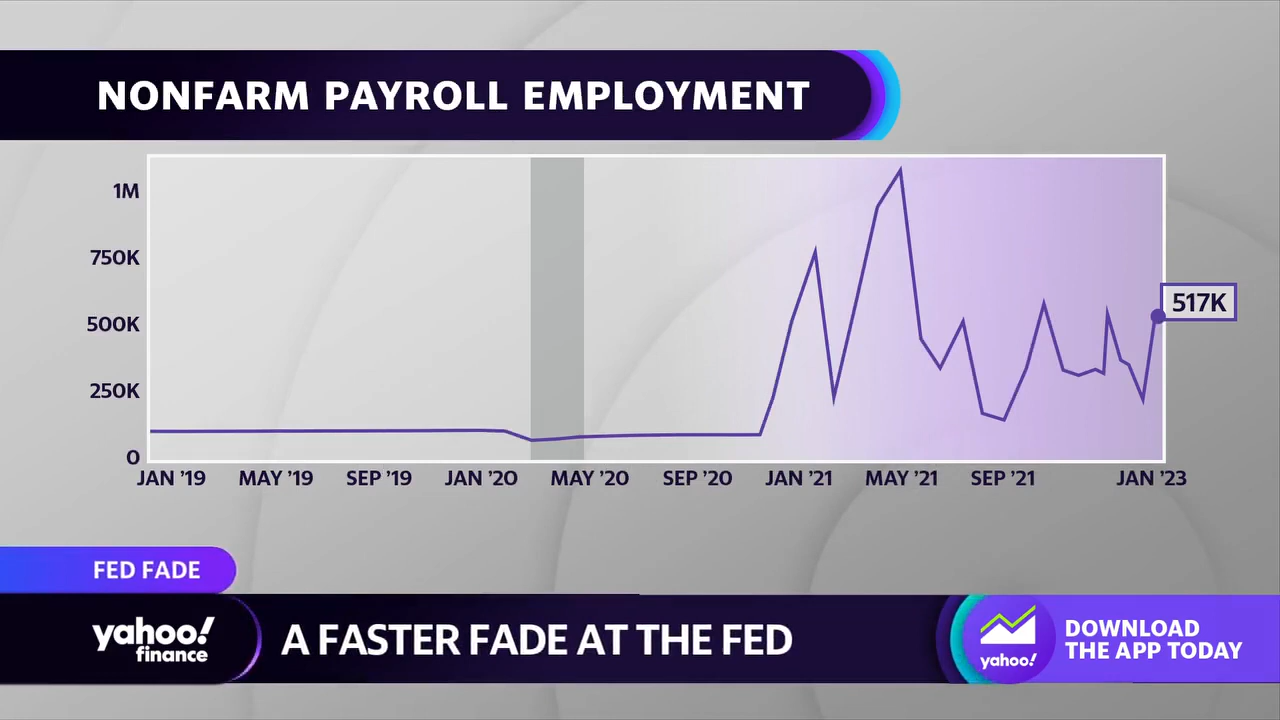 NONFARM PAYROLL EMPLOYMENT
1M
750K
500K
250K
0
517K
JAN ’19 MAY ’19 SEP ’19 JAN ’20 MAY ’20 SEP ’20 JAN ’21 MAY ’21 SEP ’21 JAN ’23
FED FADE
yahoo!
finance
A FASTER FADE AT THE FED
yahoo!
DOWNLOAD
THE APP TODAY